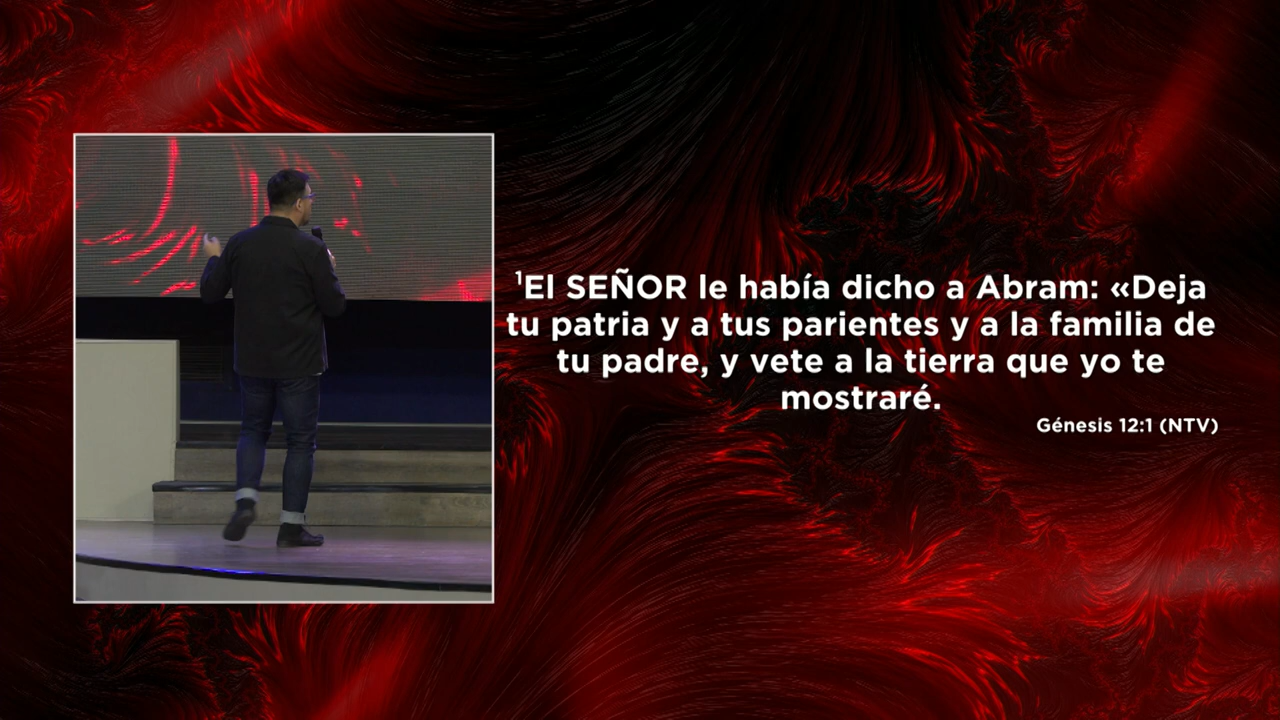 ¹El SEÑOR le había dicho a Abram: «Deja
tu patria y a tus parientes y a la familia de
tu padre, y vete a la tierra que yo te
mostraré.
Génesis 12:1 (NTV)